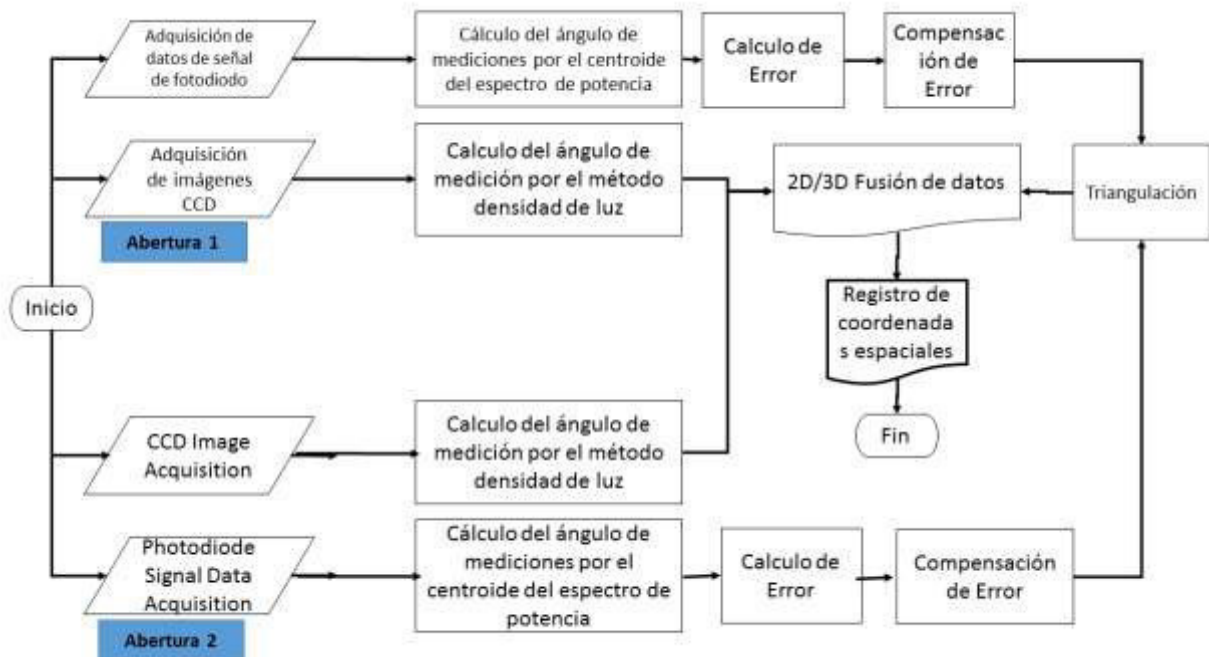 Adquisición de
datos de señal
de fotodiodo
Cálculo del ángulo de
mediciones por el centroide
del espectro de potencia
Calculo de
Error
Compensac
ión de
Error
Adquisición
de imágenes
CCD
Abertura 1
Calculo del ángulo de
medición por el método
densidad de luz
2D/3D Fusión de datos
Triangulación
Inicio
Registro de
coordenada
s espaciales
Fin
CCD Image
Acquisition
Calculo del ángulo de
medición por el método
densidad de luz
Photodiode
Signal Data
Acquisition
Abertura 2
Cálculo del ángulo de
mediciones por el
centroide del espectro de
potencia
Calculo de
Error
Compensación
de Error